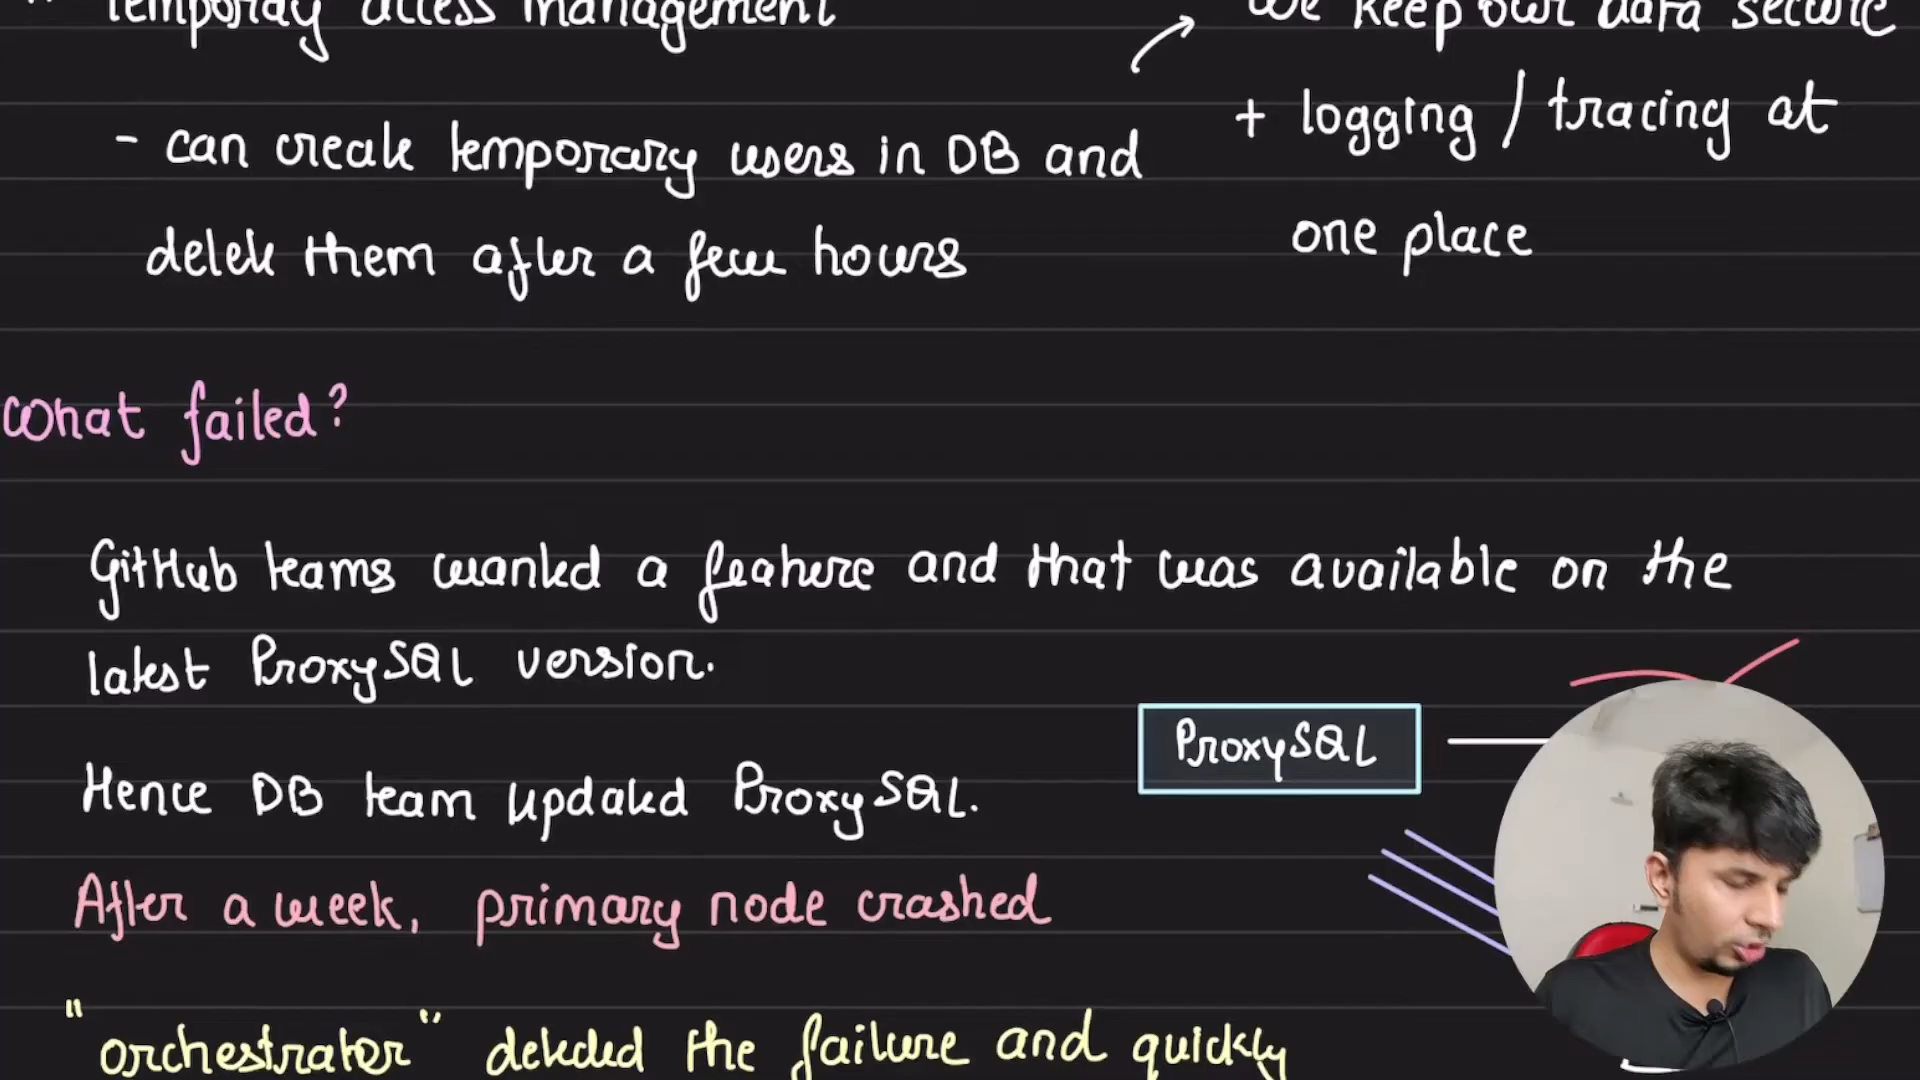 temporary access management
we keep our data secure
- can create temporary users in DB and
delete them after a few hours
+ logging / tracing at
one place
What failed?
GitHub teams wanted a feature and that was available on the
latest ProxySQL version.
ProxySQL
Hence DB team updated ProxySQL.
After a week, primary node crashed
"orchestrator" detected the failure and quickly